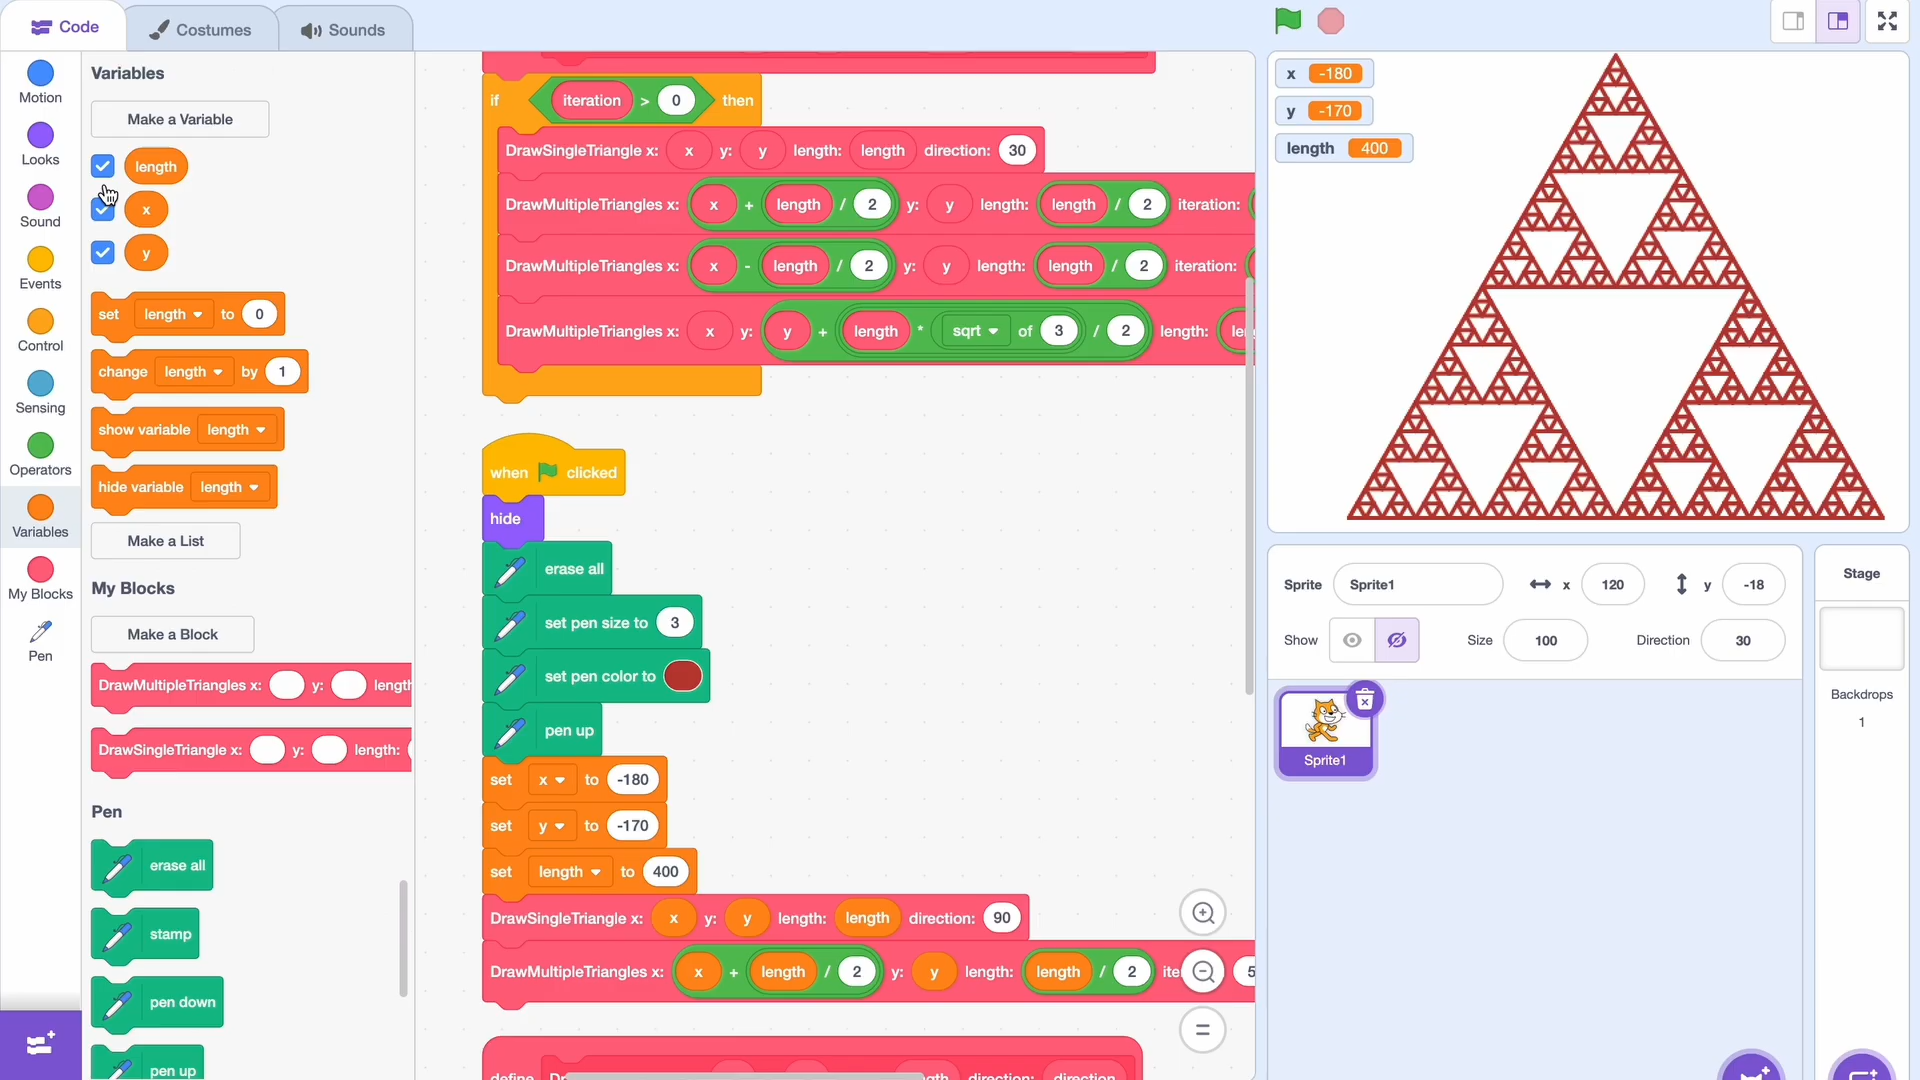 Code
Costumes
Sounds
Motion
Looks
Sound
Events
Control
Sensing
Operators
Variables
My Blocks
Pen
Variables
Make a Variable
length
x
y
set length to 0
change length by 1
show variable length
hide variable length
Make a List
My Blocks
Make a Block
DrawMultipleTriangles x: y: length
DrawSingleTriangle x: y: length:
Pen
erase all
stamp
pen down
pen up
if iteration > 0 then
DrawSingleTriangle x: x y: y length: length direction: 30
DrawMultipleTriangles x: x + length / 2 y: y length: length / 2 iteration:
DrawMultipleTriangles x: x - length / 2 y: y length: length / 2 iteration:
DrawMultipleTriangles x: x y: y + length * sqrt of 3 / 2 length:
when clicked
hide
erase all
set pen size to 3
set pen color to
pen up
set x to -180
set y to -170
set length to 400
DrawSingleTriangle x: x y: y length: length direction: 90
DrawMultipleTriangles x: x + length / 2 y: y length: length / 2 ite 5
define direction: direction
x -180
y -170
length 400
Sprite Sprite1 x 120 y -18
Show Size 100 Direction 30
Sprite1
Stage
Backdrops
1